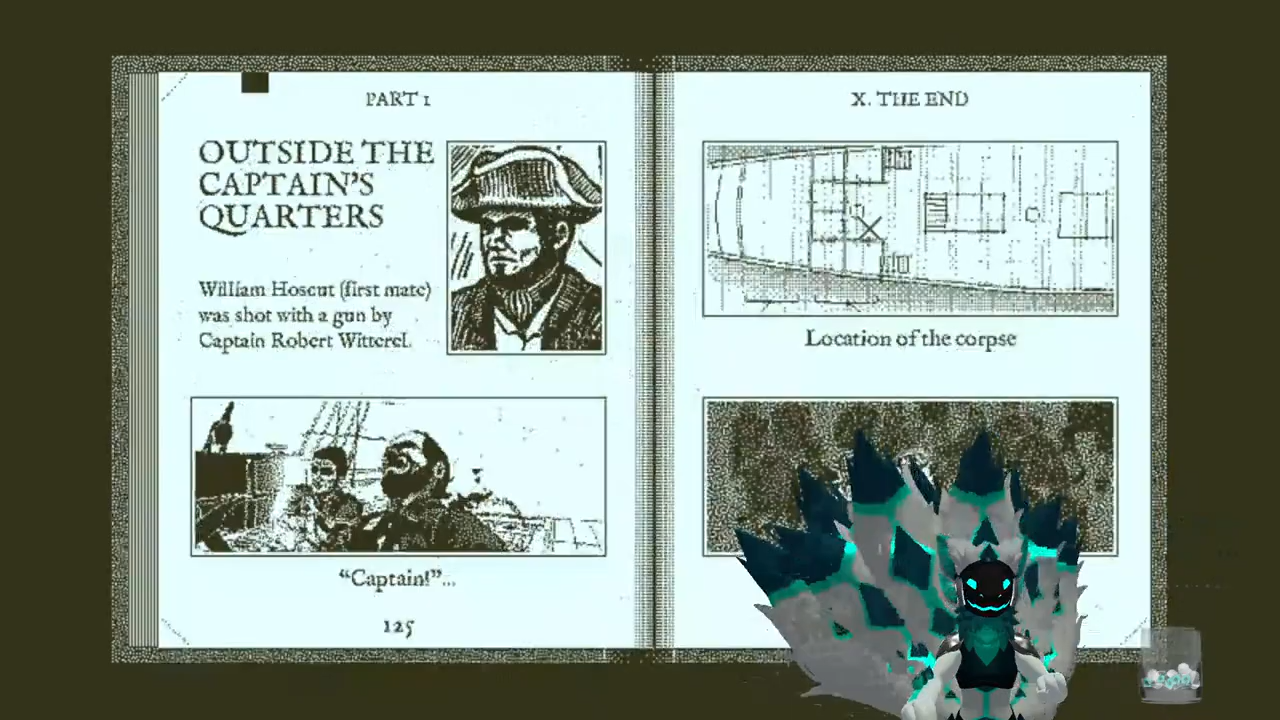 PART 1
OUTSIDE THE
CAPTAIN'S
QUARTERS
William Hoscut (first mate)
was shot with a gun by
Captain Robert Witterel.
"Captain!"...
125
X. THE END
Location of the corpse